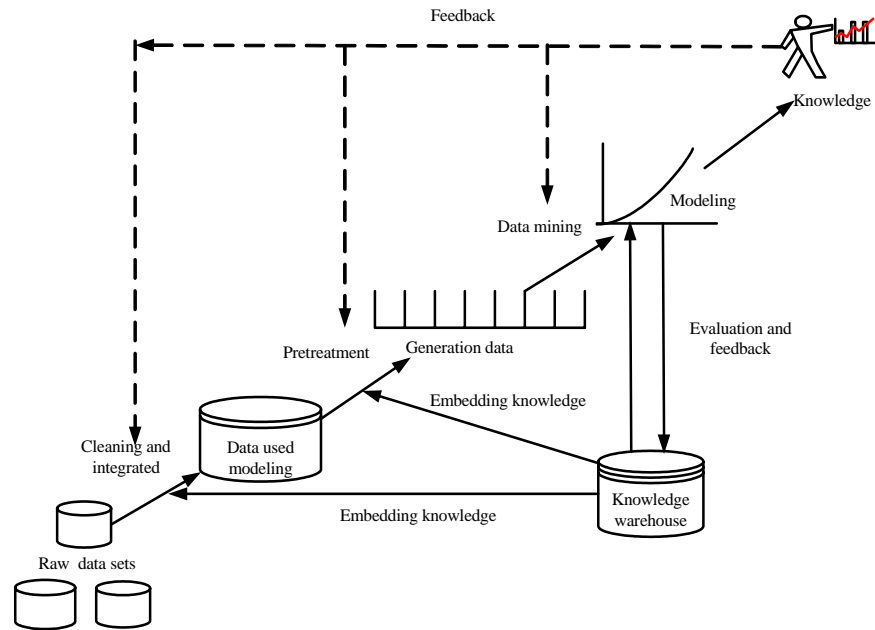 Feedback
Knowledge
Modeling
Data mining
Evaluation and
feedback
Pretreatment
Generation data
Embedding knowledge
Cleaning and
integrated
Data used
modeling
Knowledge
warehouse
Embedding knowledge
Raw data sets